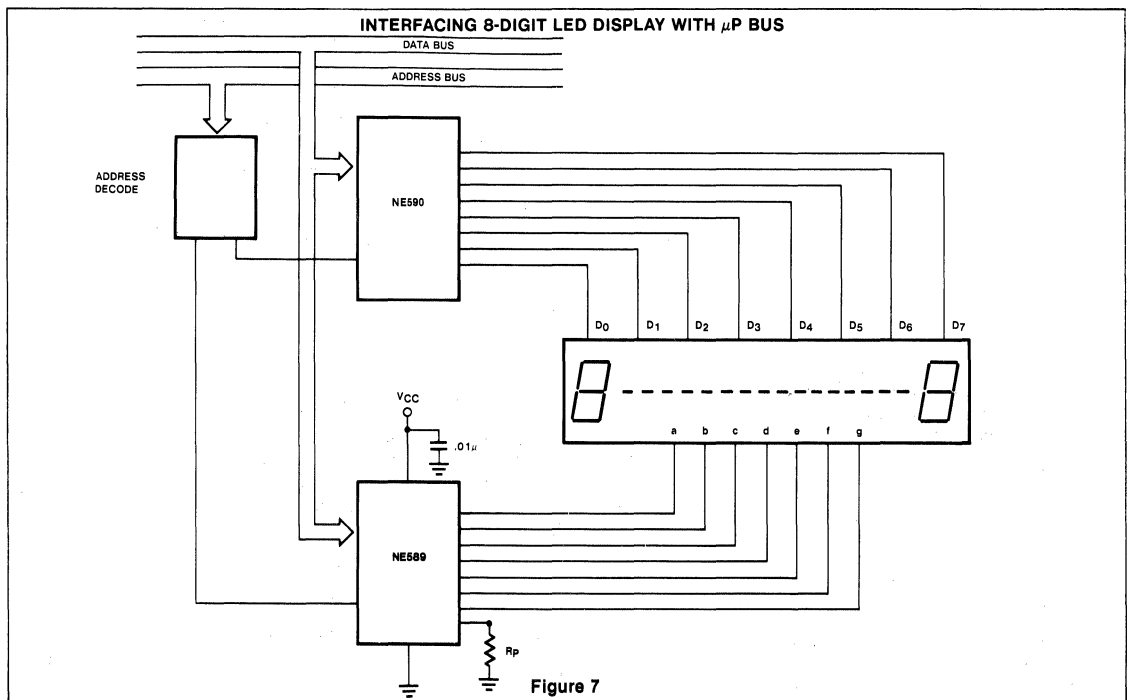 INTERFACING 8-DIGIT LED DISPLAY WITH μP BUS
DATA BUS
ADDRESS BUS
ADDRESS
DECODE
NE590
D0 D1 D2 D3 D4 D5 D6 D7
VCC
.01μ
a b c d e f g
NE589
RP
Figure 7